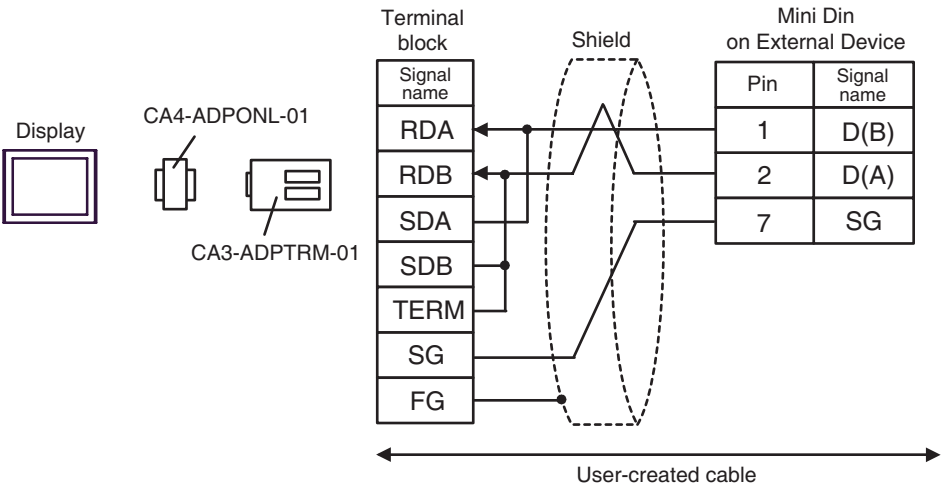 Terminal
block
Shield
Mini Din
on External Device
Display
CA4-ADPONL-01
CA3-ADPTRM-01
Signal
name
RDA
RDB
SDA
SDB
TERM
SG
FG
Pin
Signal
name
1
D(B)
2
D(A)
7
SG
User-created cable